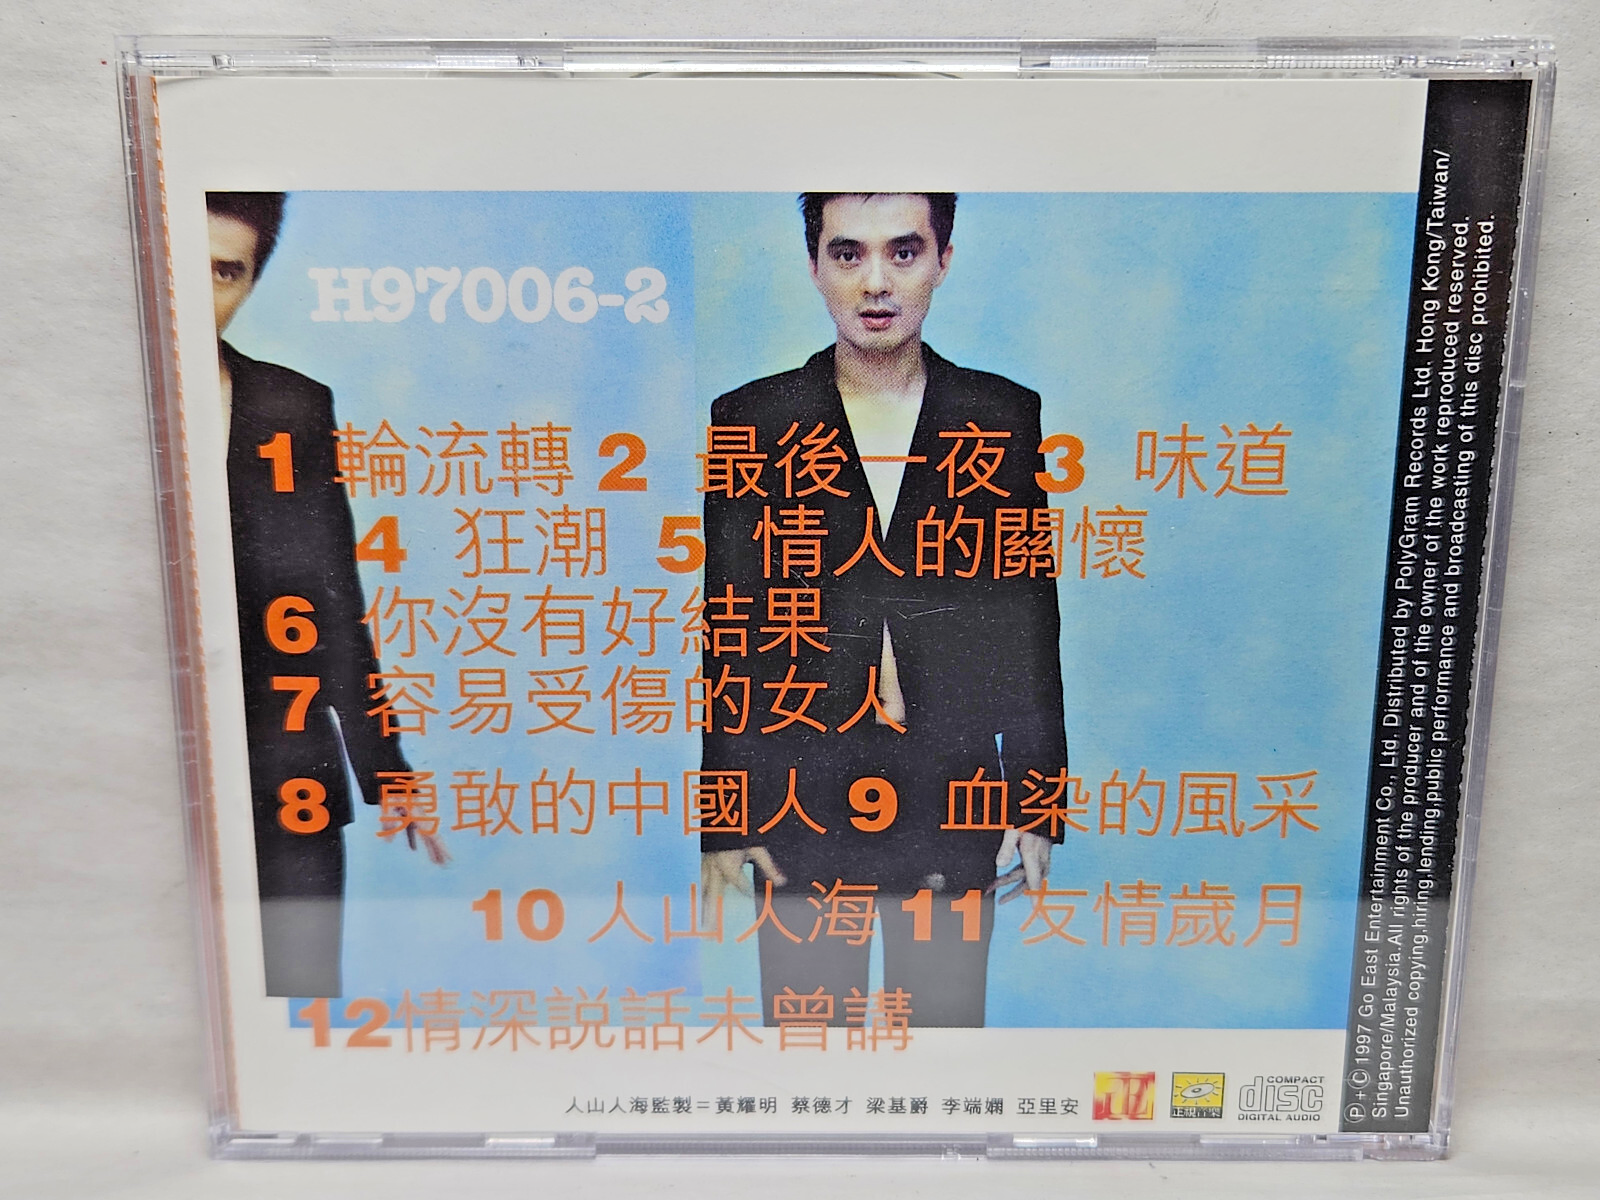 H97006-2
1 輪流轉 2 最後一夜 3 味道
4 狂潮 5 情人的關懷
6 你沒有好結果
7 容易受傷的女人
8 勇敢的中國人 9 血染的風采
10 人山人海 11 友情歲月
12 情深説話未曾講
人山人海監製=黃耀明 蔡德才 梁基爵 李端嫻 亞里安
正視音樂
COMPACT
disc
DIGITAL AUDIO
Ⓟ+Ⓒ 1997 Go East Entertainment Co., Ltd. Distributed by PolyGram Records Ltd. Hong Kong/Taiwan/
Singapore/Malaysia.All rights of the producer and of the owner of the work reproduced reserved.
Unauthorized copying,hiring,lending,public performance and broadcasting of this disc prohibited.